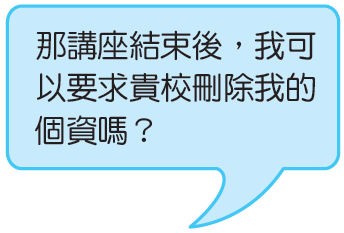 那講座結束後，我可
以要求貴校刪除我的
個資嗎？